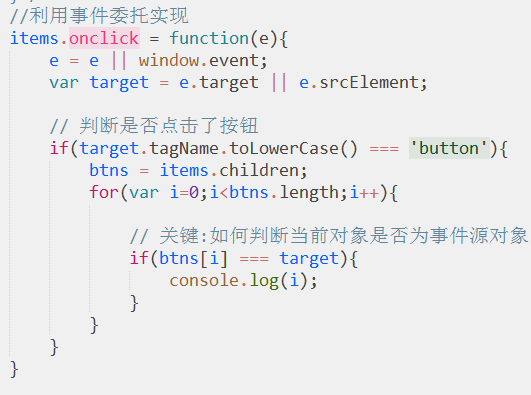 //利用事件委托实现
items.onclick = function(e){
    e = e || window.event;
    var target = e.target || e.srcElement;

    // 判断是否点击了按钮
    if(target.tagName.toLowerCase() === 'button'){
        btns = items.children;
        for(var i=0;i<btns.length;i++){

            // 关键:如何判断当前对象是否为事件源对象
            if(btns[i] === target){
                console.log(i);
            }
        }
    }
}